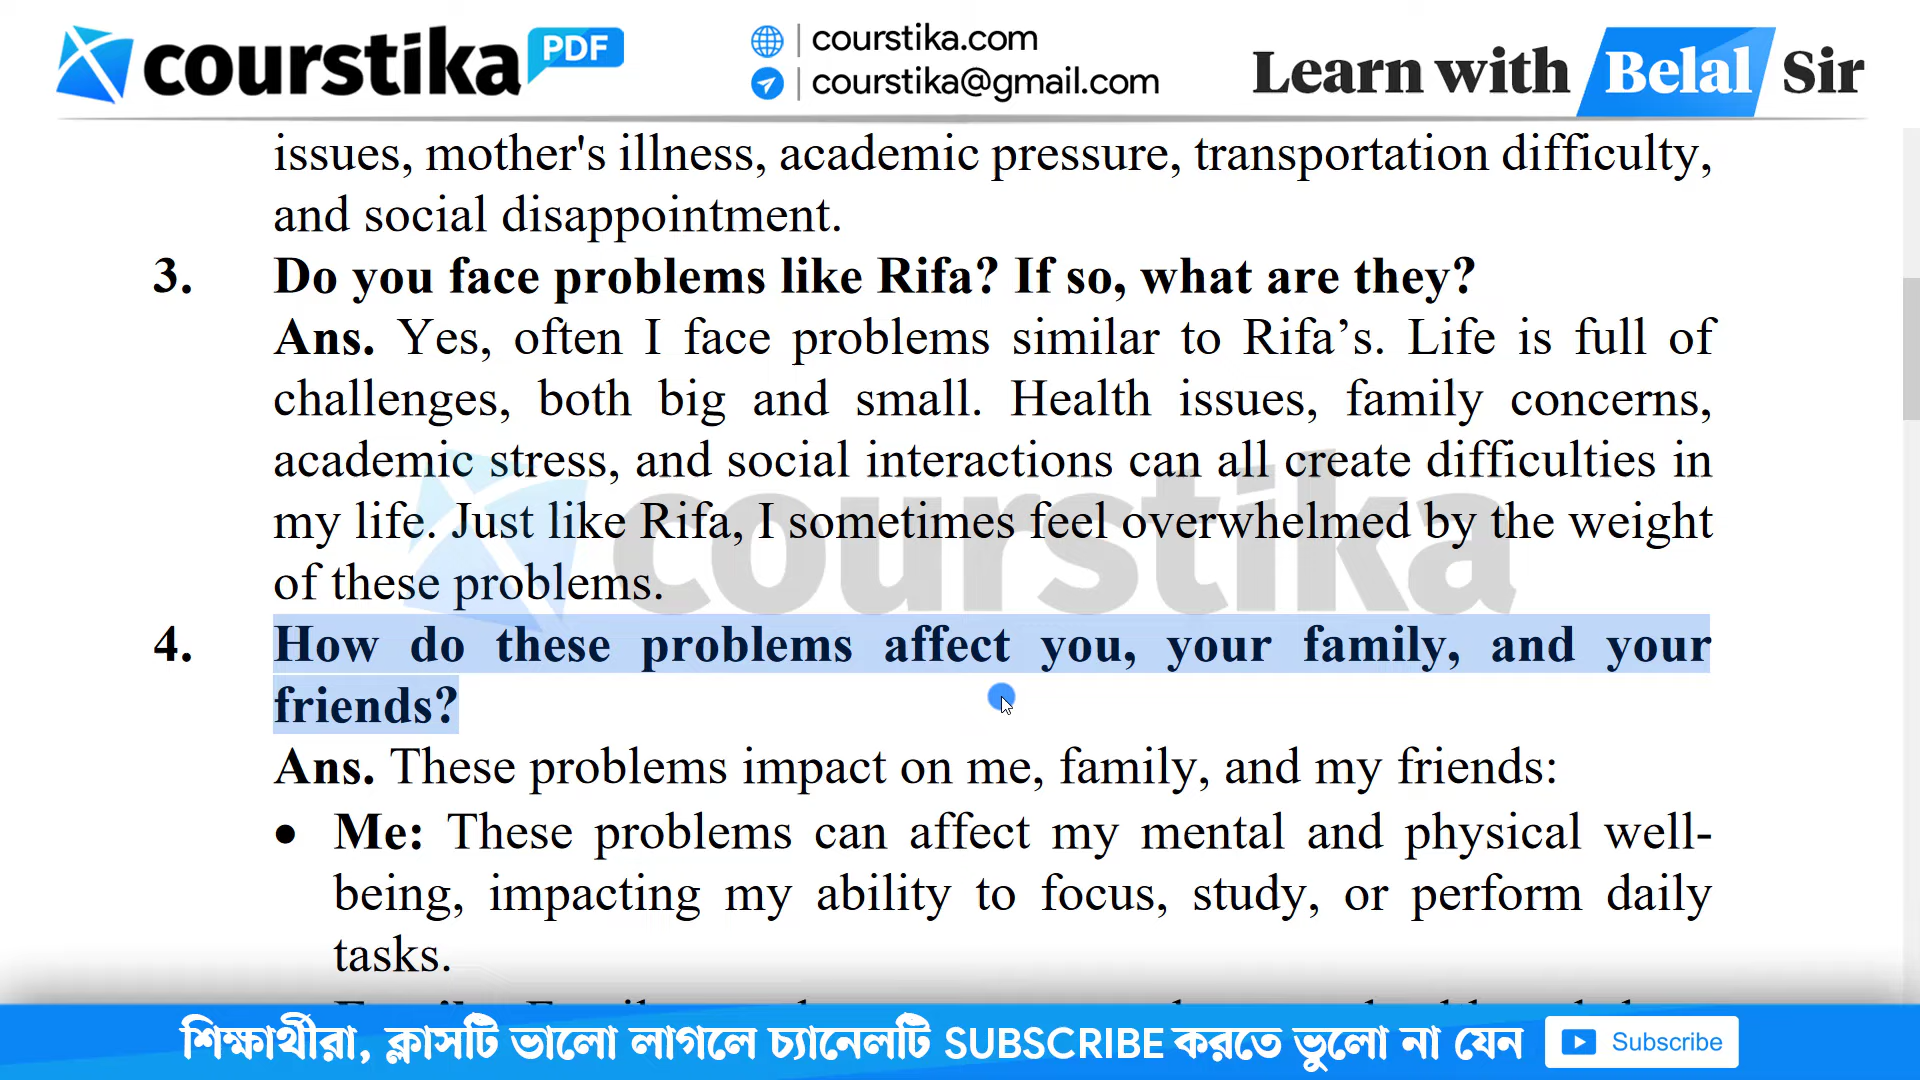 courstika PDF
courstika.com
courstika@gmail.com
Learn with Belal Sir
issues, mother's illness, academic pressure, transportation difficulty,
and social disappointment.
3. Do you face problems like Rifa? If so, what are they?
Ans. Yes, often I face problems similar to Rifa’s. Life is full of
challenges, both big and small. Health issues, family concerns,
academic stress, and social interactions can all create difficulties in
my life. Just like Rifa, I sometimes feel overwhelmed by the weight
of these problems.
courstika
4. How do these problems affect you, your family, and your
friends?
Ans. These problems impact on me, family, and my friends:
• Me: These problems can affect my mental and physical well-
being, impacting my ability to focus, study, or perform daily
tasks.
শিক্ষার্থীরা, ক্লাসটি ভালো লাগলে চ্যানেলটি SUBSCRIBE করতে ভুলো না যেন
Subscribe